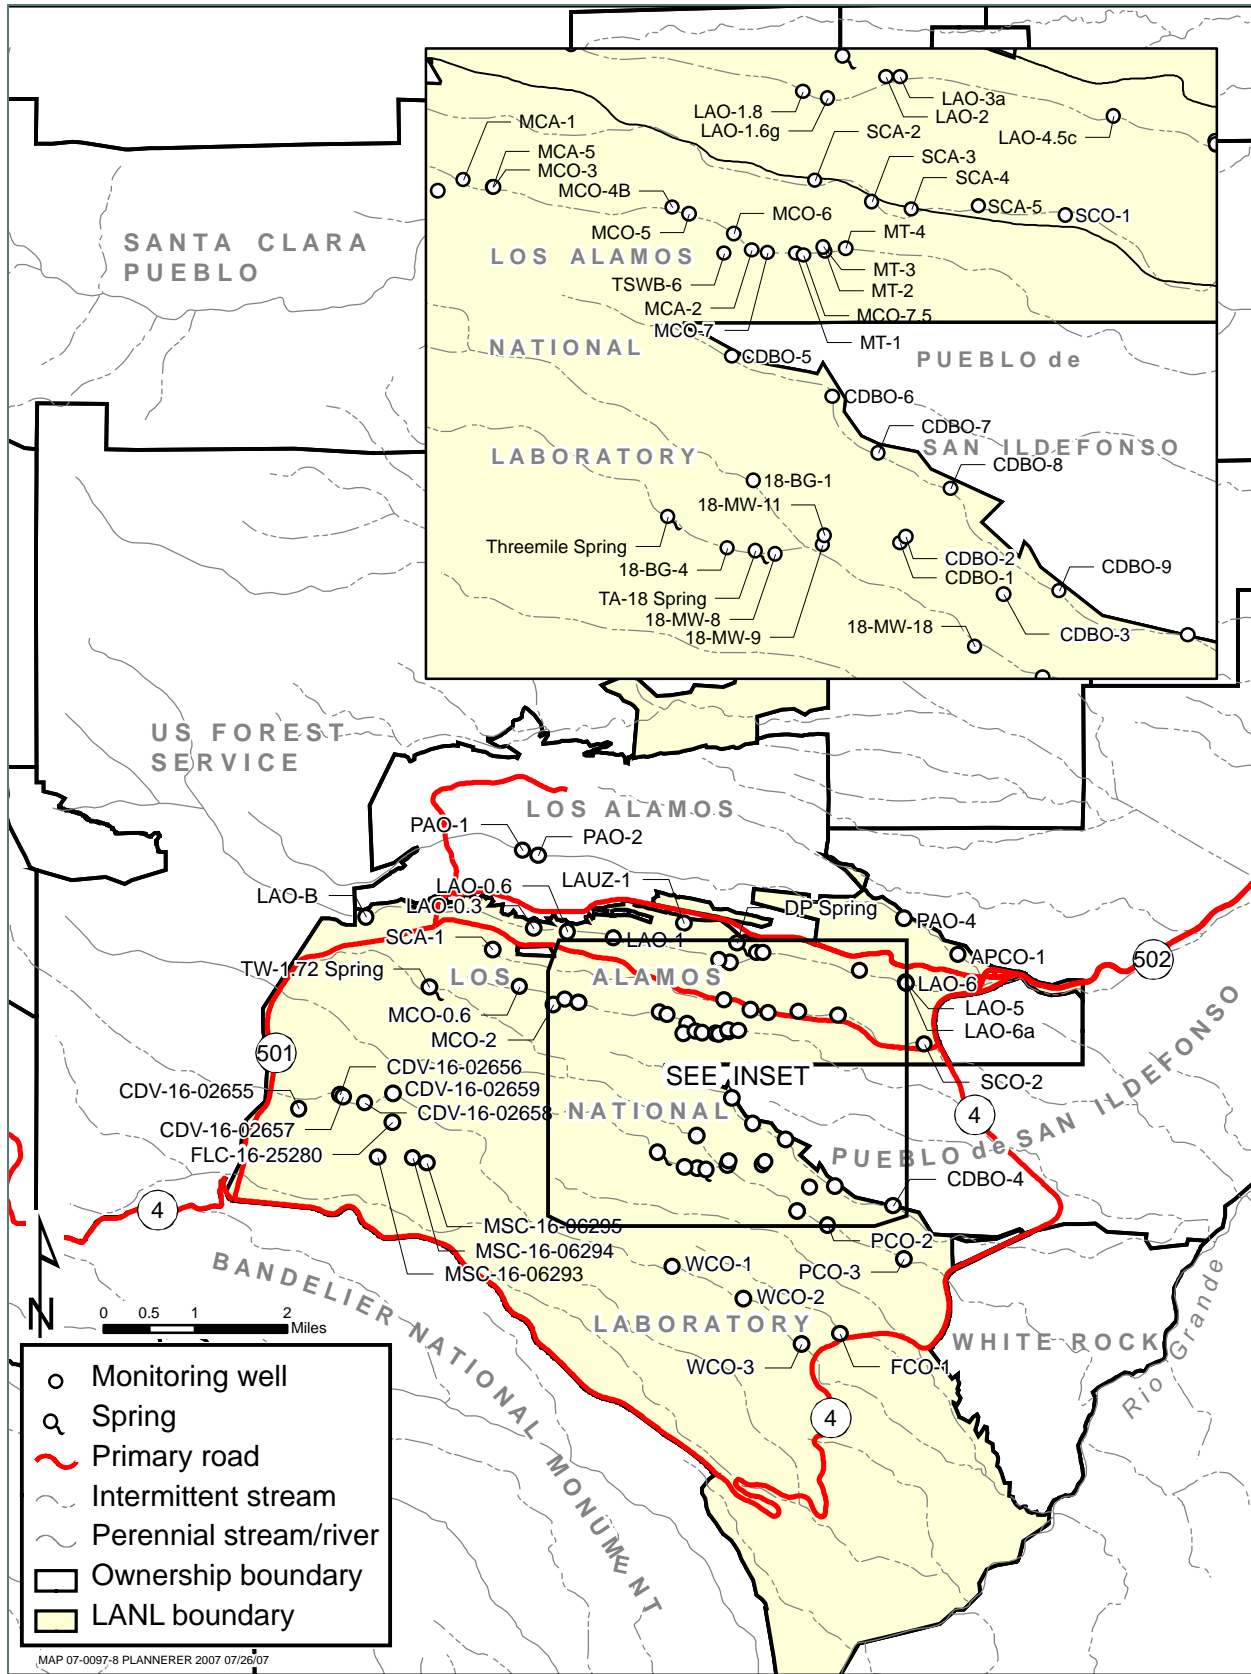 LAO-3a
LAO-1.8
LAO-2
LAO-1.6g
LAO-4.5c
MCA-1
SCA-2
MCA-5
SCA-3
MCO-3
SCA-4
MCO-4B
SCA-5
MCO-6
SCO-1
MCO-5
MT-4
SANTA CLARA
PUEBLO
LOS ALAMOS
MT-3
TSWB-6
MT-2
MCA-2
MCO-7.5
MCO-7
MT-1
NATIONAL
CDBO-5
PUEBLO de
CDBO-6
CDBO-7
SAN ILDEFONSO
LABORATORY
CDBO-8
18-BG-1
18-MW-11
Threemile Spring
CDBO-2
18-BG-4
CDBO-1
CDBO-9
TA-18 Spring
18-MW-8
18-MW-18
CDBO-3
18-MW-9
US FOREST
SERVICE
LOS ALAMOS
PAO-1
PAO-2
LAO-B
LAO-0.6
LAUZ-1
LAO-0.3
DP Spring
PAO-4
SCA-1
LAO-1
APCO-1
502
TW-1.72 Spring
LOS ALAMOS
LAO-6
MCO-0.6
LAO-5
MCO-2
LAO-6a
501
CDV-16-02656
SEE INSET
SCO-2
CDV-16-02655
CDV-16-02659
CDV-16-02658
NATIONAL
4
CDV-16-02657
FLC-16-25280
PUEBLO de SAN ILDEFONSO
CDBO-4
4
MSC-16-06295
MSC-16-06294
MSC-16-06293
PCO-2
WCO-1
PCO-3
BANDELIER NATIONAL MONUMENT
WCO-2
LABORATORY
WHITE ROCK
Rio Grande
WCO-3
FCO-1
4
N
0 0.5 1 2
Miles
Monitoring well
Spring
Primary road
Intermittent stream
Perennial stream/river
Ownership boundary
LANL boundary
MAP 07-0097-8 PLANNERER 2007 07/26/07